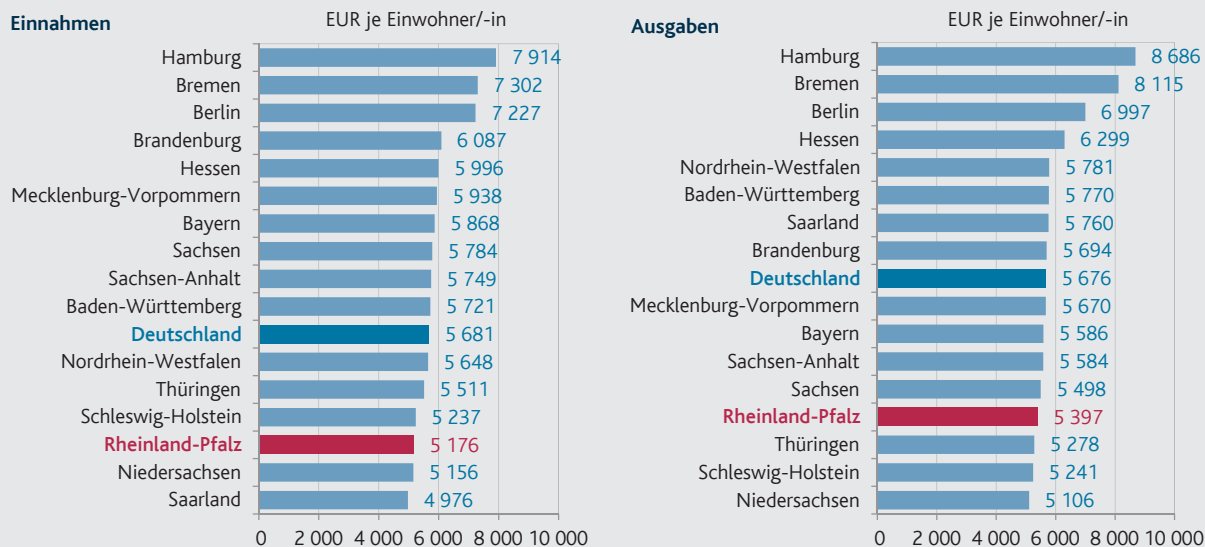 Einnahmen
EUR je Einwohner/-in
Hamburg 7 914
Bremen 7 302
Berlin 7 227
Brandenburg 6 087
Hessen 5 996
Mecklenburg-Vorpommern 5 938
Bayern 5 868
Sachsen 5 784
Sachsen-Anhalt 5 749
Baden-Württemberg 5 721
Deutschland 5 681
Nordrhein-Westfalen 5 648
Thüringen 5 511
Schleswig-Holstein 5 237
Rheinland-Pfalz 5 176
Niedersachsen 5 156
Saarland 4 976
0 2 000 4 000 6 000 8 000 10 000
Ausgaben
EUR je Einwohner/-in
Hamburg 8 686
Bremen 8 115
Berlin 6 997
Hessen 6 299
Nordrhein-Westfalen 5 781
Baden-Württemberg 5 770
Saarland 5 760
Brandenburg 5 694
Deutschland 5 676
Mecklenburg-Vorpommern 5 670
Bayern 5 586
Sachsen-Anhalt 5 584
Sachsen 5 498
Rheinland-Pfalz 5 397
Thüringen 5 278
Schleswig-Holstein 5 241
Niedersachsen 5 106
0 2 000 4 000 6 000 8 000 10 000